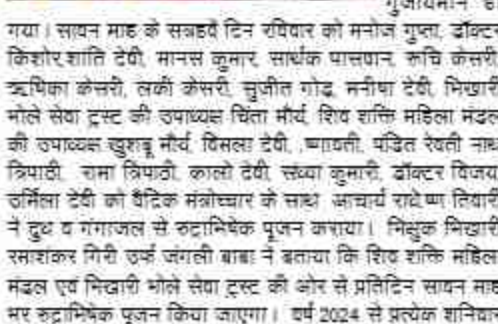 गुंजायमान हो
गया। सावन माह के सत्रहवें दिन रविवार को मनोज गुप्ता, डॉक्टर
किशोर,शांति देवी, मानस कुमार, सार्थक पासवान, रूचि केसरी,
ऋषिका केसरी, लकी केसरी, सुजीत गोंड, मनीषा देवी, भिखारी
भोले सेवा ट्रस्ट की उपाध्यक्ष चिंता मौर्य, शिव शक्ति महिला मंडल
की उपाध्यक्ष खुशबू मौर्य, विमला देवी, .ष्णावती, पंडित रेवती नाथ
त्रिपाठी, रामा त्रिपाठी, कालो देवी, संध्या कुमारी, डॉक्टर विजय,
उर्मिला देवी को वैदिक मंत्रोच्चार के साथ आचार्य राधे.ष्ण तिवारी
ने दुध व गंगाजल से रुद्राभिषेक पूजन कराया। भिक्षुक भिखारी
रमाशंकर गिरी उर्फ जंगली बाबा ने बताया कि शिव शक्ति महिला
मंडल एवं भिखारी भोले सेवा ट्रस्ट की ओर से प्रतिदिन सावन माह
भर रुद्राभिषेक पूजन किया जाएगा। वर्ष 2024 से प्रत्येक शनिवार